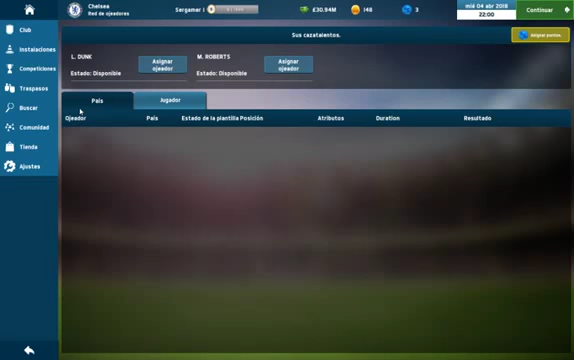 Chelsea
Red de ojeadores
Sergamer I
£30.94M
148
3
mié 04 abr 2018
22:00
Continuar
Club
Instalaciones
Competiciones
Traspasos
Buscar
Comunidad
Tienda
Ajustes
Sus cazatalentos.
Asignar puntos
L. DUNK
Asignar ojeador
Estado: Disponible
M. ROBERTS
Asignar ojeador
Estado: Disponible
País
Jugador
Ojeador País Estado de la plantilla Posición Atributos Duration Resultado